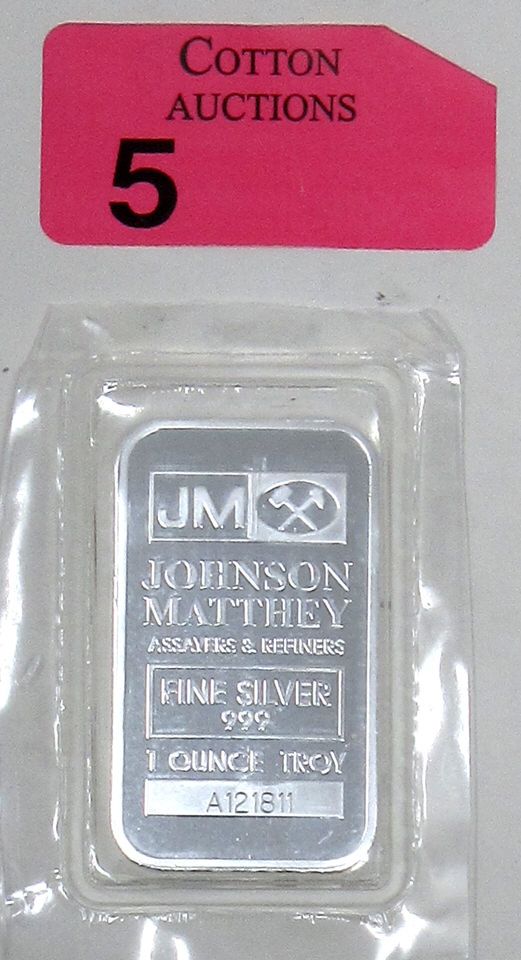 COTTON
AUCTIONS
5
JM
JOHNSON
MATTHEY
ASSAYERS & REFINERS
FINE SILVER
999
1 OUNCE TROY
A121811